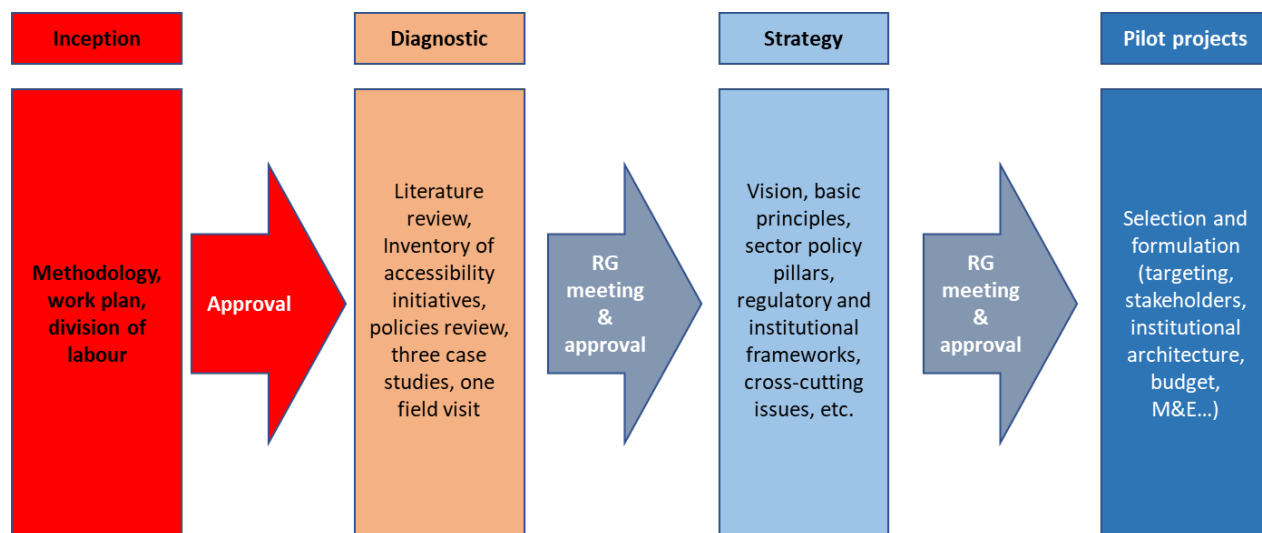 Inception
Diagnostic
Strategy
Pilot projects
Methodology,
work plan,
division of
labour
Approval
Literature
review,
Inventory of
accessibility
initiatives,
policies review,
three case
studies, one
field visit
RG
meeting
&
approval
Vision, basic
principles,
sector policy
pillars,
regulatory and
institutional
frameworks,
cross-cutting
issues, etc.
RG
meeting
&
approval
Selection and
formulation
(targeting,
stakeholders,
institutional
architecture,
budget,
M&E…)